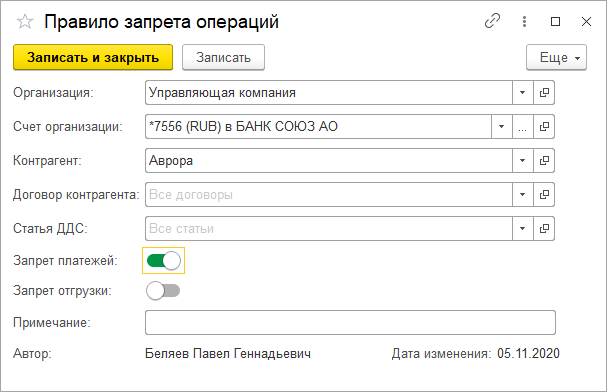 Правило запрета операций
Записать и закрыть Записать Еще
Организация: Управляющая компания
Счет организации: *7556 (RUB) в БАНК СОЮЗ АО ...
Контрагент: Аврора
Договор контрагента: Все договоры
Статья ДДС: Все статьи
Запрет платежей:
Запрет отгрузки:
Примечание:
Автор: Беляев Павел Геннадьевич Дата изменения: 05.11.2020